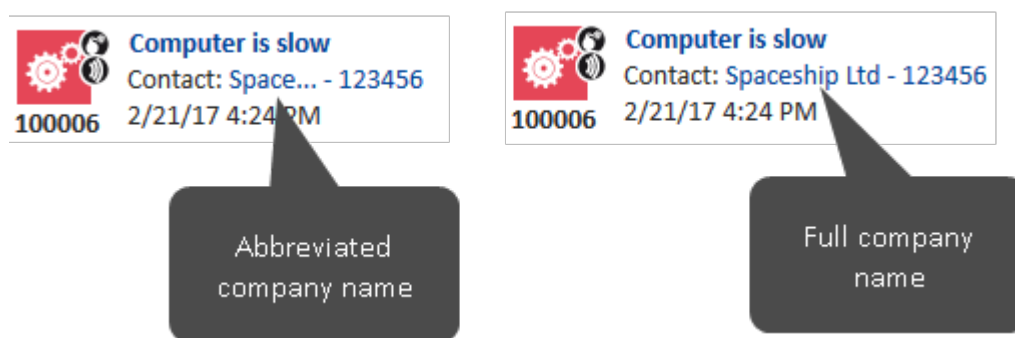 Computer is slow
Contact: Space... - 123456
2/21/17 4:24 PM
100006
Abbreviated
company name
Computer is slow
Contact: Spaceship Ltd - 123456
2/21/17 4:24 PM
100006
Full company
name